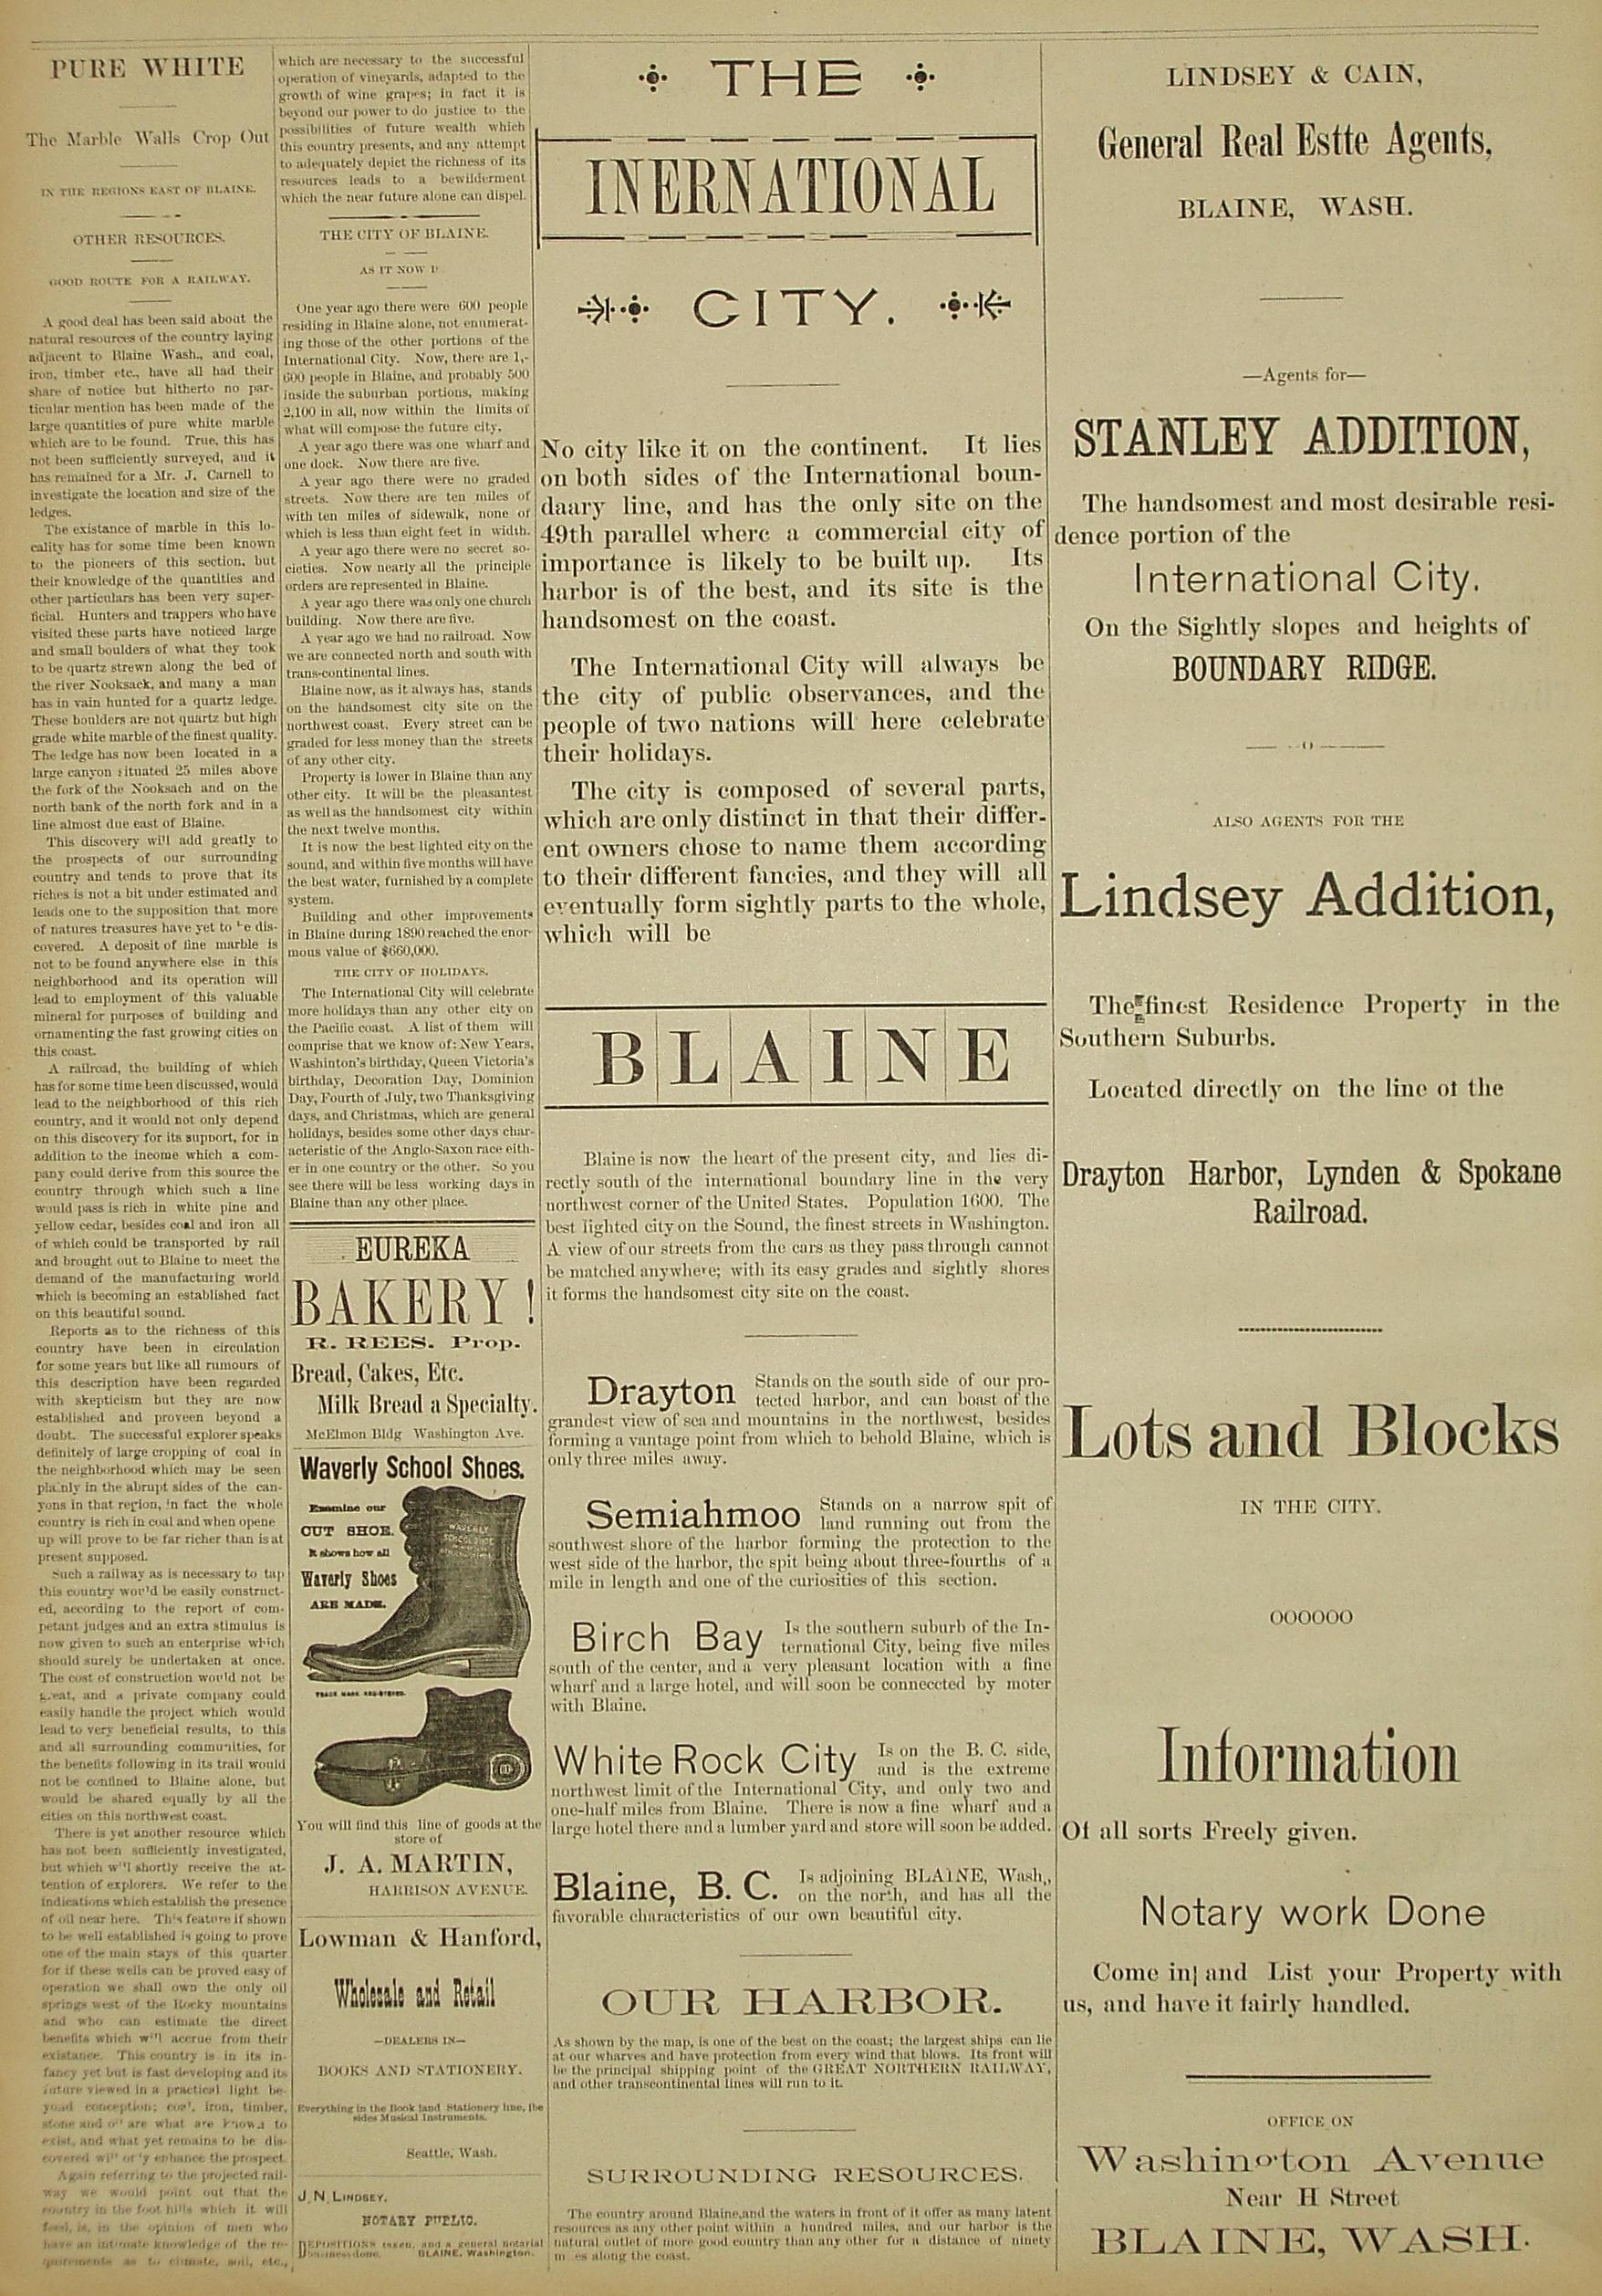 PURE WHITE
The Marble Walls Crop Out
IN THE REGIONS EAST OF BLAINE.
OTHER RESOURCES.
GOOD ROUTE FOR A RAILWAY.
A good deal has been said about the
natural resources of the country laying
adjacent to Blaine Wash., and coal,
iron, timber etc., have all had their
share of notice but hitherto no par-
ticular mention has been made of the
large quantities of pure white marble
which are to be found. True, this has
not been sufficiently surveyed, and it
has remained for a Mr. J. Carnell to
investigate the location and size of the
ledges.
The existance of marble in this lo-
cality has for some time been known
to the pioneers of this section, but
their knowledge of the quantities and
other particulars has been very super-
ficial. Hunters and trappers who have
visited these parts have noticed large
and small boulders of what they took
to be quartz strewn along the bed of
the river Nooksack, and many a man
has in vain hunted for a quartz ledge.
These boulders are not quartz but high
grade white marble of the finest quality.
The ledge has now been located in a
large canyon situated 25 miles above
the fork of the Nooksach and on the
north bank of the north fork and in a
line almost due east of Blaine.
This discovery will add greatly to
the prospects of our surrounding
country and tends to prove that its
riches is not a bit under estimated and
leads one to the supposition that more
of natures treasures have yet to be dis-
covered. A deposit of fine marble is
not to be found anywhere else in this
neighborhood and its operation will
lead to employment of this valuable
mineral for purposes of building and
ornamenting the fast growing cities on
this coast.
A railroad, the building of which
has for some time been discussed, would
lead to the neighborhood of this rich
country, and it would not only depend
on this discovery for its support, for in
addition to the income which a com-
pany could derive from this source the
country through which such a line
would pass is rich in white pine and
yellow cedar, besides coal and iron all
of which could be transported by rail
and brought out to Blaine to meet the
demand of the manufacturing world
which is becoming an established fact
on this beautiful sound.
Reports as to the richness of this
country have been in circulation
for some years but like all rumours of
this description have been regarded
with skepticism but they are now
established and proveen beyond a
doubt. The successful explorer speaks
definitely of large cropping of coal in
the neighborhood which may be seen
plainly in the abrupt sides of the can-
yons in that region, in fact the whole
country is rich in coal and when opene
up will prove to be far richer than is at
present supposed.
Such a railway as is necessary to tap
this country would be easily construct-
ed, according to the report of com-
petant judges and an extra stimulus is
now given to such an enterprise which
should surely be undertaken at once.
The cost of construction would not be
great, and a private company could
easily handle the project which would
lead to very beneficial results, to this
and all surrounding communities, for
the benefits following in its trail would
not be confined to Blaine alone, but
would be shared equally by all the
cities on this northwest coast.
There is yet another resource which
has not been sufficiently investigated,
but which will shortly receive the at-
tention of explorers. We refer to the
indications which establish the presence
of oil near here. This feature if shown
to be well established is going to prove
one of the main stays of this quarter
for if these wells can be proved easy of
operation we shall own the only oil
springs west of the Rocky mountains
and who can estimate the direct
benefits which will accrue from their
existance. This country is in its in-
fancy yet but is fast developing and its
future viewed in a practical light be-
yond conception; coal, iron, timber,
stone and oil are what are known to
exist, and what yet remains to be dis-
covered will only enhance the prospect.
Again referring to the projected rail-
way we would point out that the
country in the foot hills which it will
feed, is, in the opinion of men who
have an intimate knowledge of the re-
quirements as to climate, soil, etc.,
which are necessary to the successful
operation of vineyards, adapted to the
growth of wine grapes; in fact it is
beyond our power to do justice to the
possibilities of future wealth which
this country presents, and any attempt
to adequately depict the richness of its
resources leads to a bewilderment
which the near future alone can dispel.
THE CITY OF BLAINE.
AS IT NOW I
One year ago there were 600 people
residing in Blaine alone, not enumerat-
ing those of the other portions of the
International City. Now, there are 1,-
600 people in Blaine, and probably 500
inside the suburban portions, making
2,100 in all, now within the limits of
what will compose the future city.
A year ago there was one wharf and
one dock. Now there are five.
A year ago there were no graded
streets. Now there are ten miles of
with ten miles of sidewalk, none of
which is less than eight feet in width.
A year ago there were no secret so-
cieties. Now nearly all the principle
orders are represented in Blaine.
A year ago there was only one church
building. Now there are five.
A year ago we had no railroad. Now
we are connected north and south with
trans-continental lines.
Blaine now, as it always has, stands
on the handsomest city site on the
northwest coast. Every street can be
graded for less money than the streets
of any other city.
Property is lower in Blaine than any
other city. It will be the pleasantest
as well as the handsomest city within
the next twelve months.
It is now the best lighted city on the
sound, and within five months will have
the best water, furnished by a complete
system.
Building and other improvements
in Blaine during 1890 reached the enor-
mous value of $660,000.
THE CITY OF HOLIDAYS.
The International City will celebrate
more holidays than any other city on
the Pacific coast. A list of them will
comprise that we know of: New Years,
Washinton's birthday, Queen Victoria's
birthday, Decoration Day, Dominion
Day, Fourth of July, two Thanksgiving
days, and Christmas, which are general
holidays, besides some other days char-
acteristic of the Anglo-Saxon race eith-
er in one country or the other. So you
see there will be less working days in
Blaine than any other place.
EUREKA
BAKERY!
R. REES. Prop.
Bread, Cakes, Etc.
Milk Bread a Specialty.
McElmon Bldg Washington Ave.
Waverly School Shoes.
Examine our
CUT SHOE.
It shows how all
Waverly Shoes
ARE MADE.
TRADE MARK REGISTERED.
You will find this line of goods at the
store of
J. A. MARTIN,
HARRISON AVENUE.
Lowman & Hanford,
Wholesale and Retail
—DEALERS IN—
BOOKS AND STATIONERY.
Everything in the Book and Stationery line, be
sides Musical Instruments.
Seattle, Wash.
J. N. LINDSEY.
NOTARY PUBLIC.
DEPOSITIONS taken, and a general notarial
business done. BLAINE, Washington.
THE
INERNATIONAL
CITY.
No city like it on the continent. It lies
on both sides of the International boun-
daary line, and has the only site on the
49th parallel where a commercial city of
importance is likely to be built up. Its
harbor is of the best, and its site is the
handsomest on the coast.
The International City will always be
the city of public observances, and the
people of two nations will here celebrate
their holidays.
The city is composed of several parts,
which are only distinct in that their differ-
ent owners chose to name them according
to their different fancies, and they will all
eventually form sightly parts to the whole,
which will be
BLAINE
Blaine is now the heart of the present city, and lies di-
rectly south of the international boundary line in the very
northwest corner of the United States. Population 1600. The
best lighted city on the Sound, the finest streets in Washington.
A view of our streets from the cars as they pass through cannot
be matched anywhere; with its easy grades and sightly shores
it forms the handsomest city site on the coast.
Drayton Stands on the south side of our pro-
tected harbor, and can boast of the
grandest view of sea and mountains in the northwest, besides
forming a vantage point from which to behold Blaine, which is
only three miles away.
Semiahmoo Stands on a narrow spit of
land running out from the
southwest shore of the harbor forming the protection to the
west side of the harbor, the spit being about three-fourths of a
mile in length and one of the curiosities of this section.
Birch Bay Is the southern suburb of the In-
ternational City, being five miles
south of the center, and a very pleasant location with a fine
wharf and a large hotel, and will soon be conneccted by moter
with Blaine.
White Rock City Is on the B. C. side,
and is the extreme
northwest limit of the International City, and only two and
one-half miles from Blaine. There is now a fine wharf and a
large hotel there and a lumber yard and store will soon be added.
Blaine, B. C. Is adjoining BLAINE, Wash.,
on the north, and has all the
favorable characteristics of our own beautiful city.
OUR HARBOR.
As shown by the map, is one of the best on the coast; the largest ships can lie
at our wharves and have protection from every wind that blows. Its front will
be the principal shipping point of the GREAT NORTHERN RAILWAY,
and other transcontinental lines will run to it.
SURROUNDING RESOURCES.
The country around Blaine,and the waters in front of it offer as many latent
resources as any other point within a hundred miles, and our harbor is the
natural outlet of more good country than any other for a distance of ninety
m es along the coast.
LINDSEY & CAIN,
General Real Estte Agents,
BLAINE, WASH.
—Agents for—
STANLEY ADDITION,
The handsomest and most desirable resi-
dence portion of the
International City.
On the Sightly slopes and heights of
BOUNDARY RIDGE.
ALSO AGENTS FOR THE
Lindsey Addition,
The finest Residence Property in the
Southern Suburbs.
Located directly on the line of the
Drayton Harbor, Lynden & Spokane
Railroad.
Lots and Blocks
IN THE CITY.
OOOOOO
Information
Of all sorts Freely given.
Notary work Done
Come in and List your Property with
us, and have it fairly handled.
OFFICE ON
Washington Avenue
Near H Street
BLAINE, WASH.